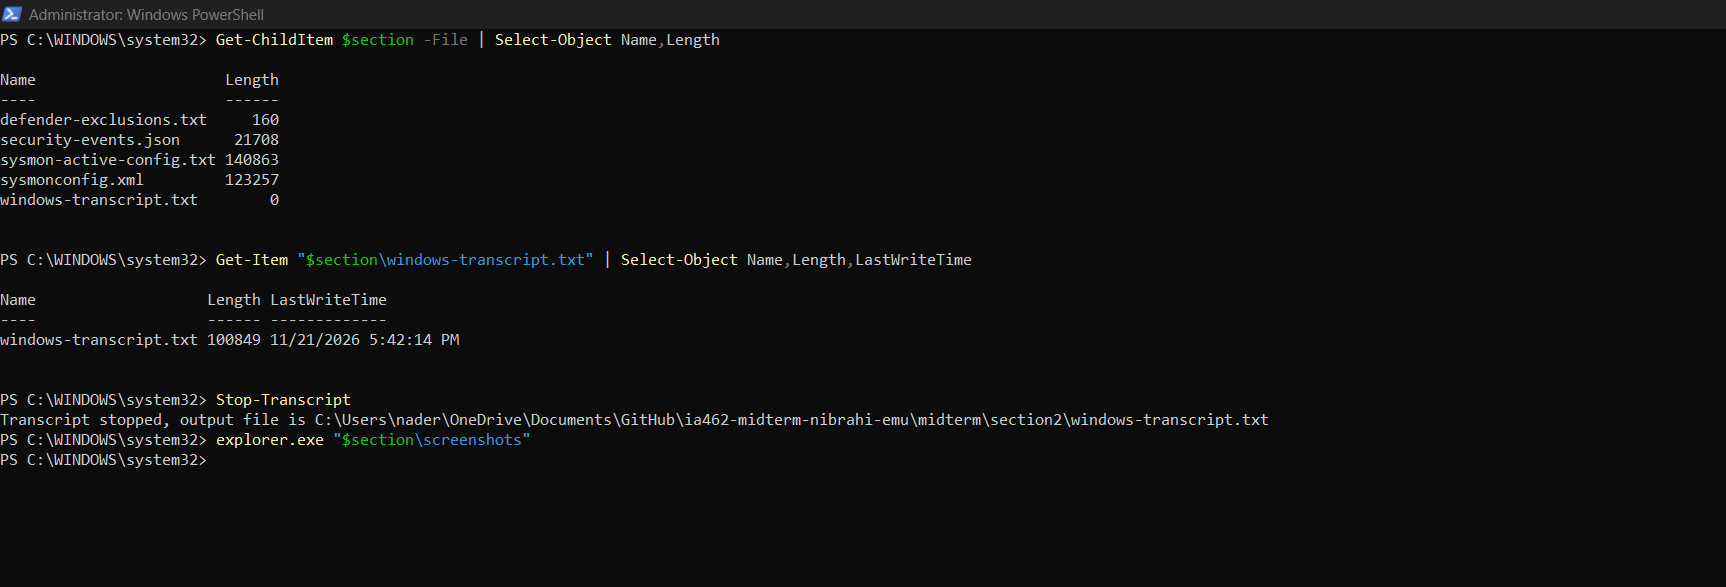 Administrator: Windows PowerShell
PS C:\WINDOWS\system32> Get-ChildItem $section -File | Select-Object Name,Length
Name                     Length
----                     ------
defender-exclusions.txt     160
security-events.json      21708
sysmon-active-config.txt 140863
sysmonconfig.xml         123257
windows-transcript.txt        0
PS C:\WINDOWS\system32> Get-Item "$section\windows-transcript.txt" | Select-Object Name,Length,LastWriteTime
Name                   Length LastWriteTime
----                   ------ -------------
windows-transcript.txt 100849 11/21/2026 5:42:14 PM
PS C:\WINDOWS\system32> Stop-Transcript
Transcript stopped, output file is C:\Users\nader\OneDrive\Documents\GitHub\ia462-midterm-nibrahi-emu\midterm\section2\windows-transcript.txt
PS C:\WINDOWS\system32> explorer.exe "$section\screenshots"
PS C:\WINDOWS\system32>